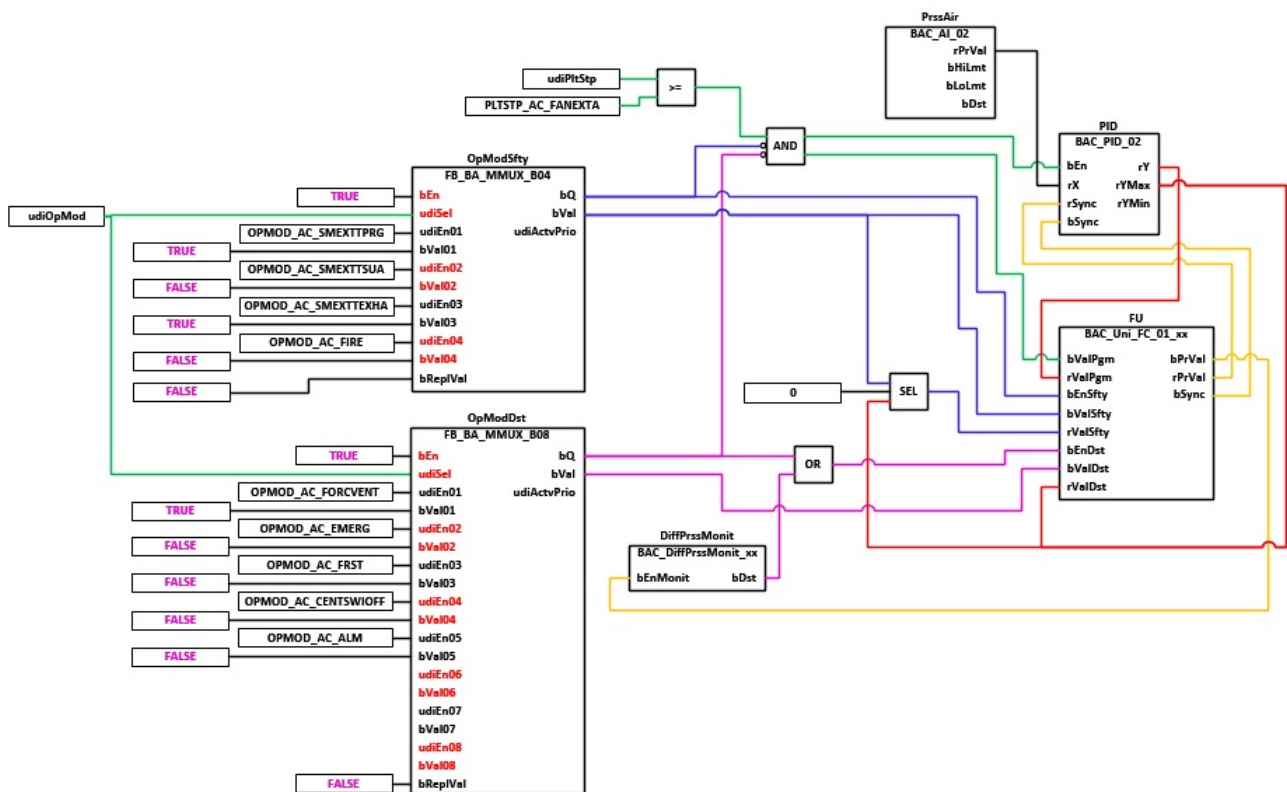 PrssAir
BAC_AI_02
rPrVal
bHiLmt
bLoLmt
bDst
udiPltStp
PLTSTP_AC_FANEXTA
>=
AND
PID
BAC_PID_02
bEn
rX
rSync
bSync
rY
rYMax
rYMin
OpModSfty
FB_BA_MMUX_B04
udiOpMod
TRUE
OPMOD_AC_SMEXTTPRG
TRUE
OPMOD_AC_SMEXTTSUA
FALSE
OPMOD_AC_SMEXTTEXHA
TRUE
OPMOD_AC_FIRE
FALSE
FALSE
bEn
udiSel
udiEn01
bVal01
udiEn02
bVal02
udiEn03
bVal03
udiEn04
bVal04
bReplVal
bQ
bVal
udiActvPrio
FU
BAC_Uni_FC_01_xx
bValPgm
rValPgm
bEnSfty
bValSfty
rValSfty
bEnDst
bValDst
rValDst
bPrVal
rPrVal
bSync
0
SEL
OR
OpModDst
FB_BA_MMUX_B08
TRUE
OPMOD_AC_FORCVENT
TRUE
OPMOD_AC_EMERG
FALSE
OPMOD_AC_FRST
FALSE
OPMOD_AC_CENTSWIOFF
FALSE
OPMOD_AC_ALM
FALSE
FALSE
bEn
udiSel
udiEn01
bVal01
udiEn02
bVal02
udiEn03
bVal03
udiEn04
bVal04
udiEn05
bVal05
udiEn06
bVal06
udiEn07
bVal07
udiEn08
bVal08
bReplVal
bQ
bVal
udiActvPrio
DiffPrssMonit
BAC_DiffPrssMonit_xx
bEnMonit
bDst